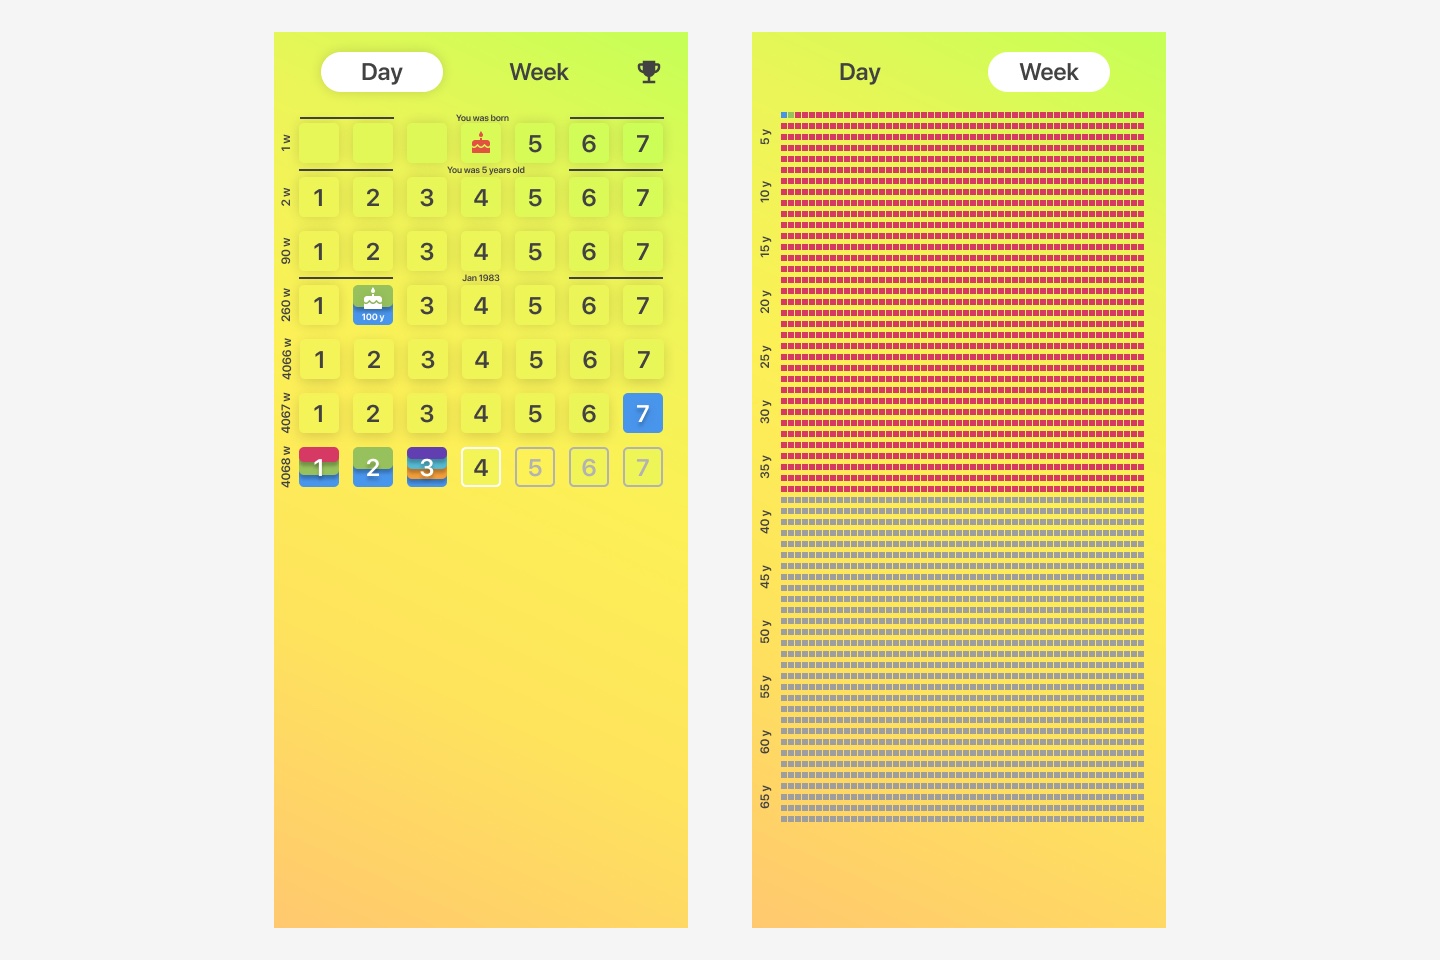 Day Week
You was born
1 w 5 6 7
You was 5 years old
2 w 1 2 3 4 5 6 7
90 w 1 2 3 4 5 6 7
Jan 1983
260 w 1 100 y 3 4 5 6 7
4066 w 1 2 3 4 5 6 7
4067 w 1 2 3 4 5 6 7
4068 w 1 2 3 4 5 6 7
Day Week
5 y
10 y
15 y
20 y
25 y
30 y
35 y
40 y
45 y
50 y
55 y
60 y
65 y